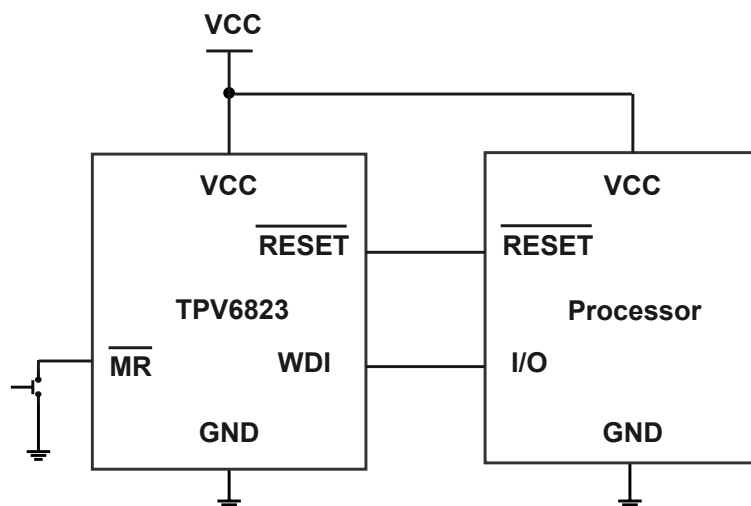 VCC
VCC
VCC
RESET
RESET
TPV6823
Processor
MR
WDI
I/O
GND
GND